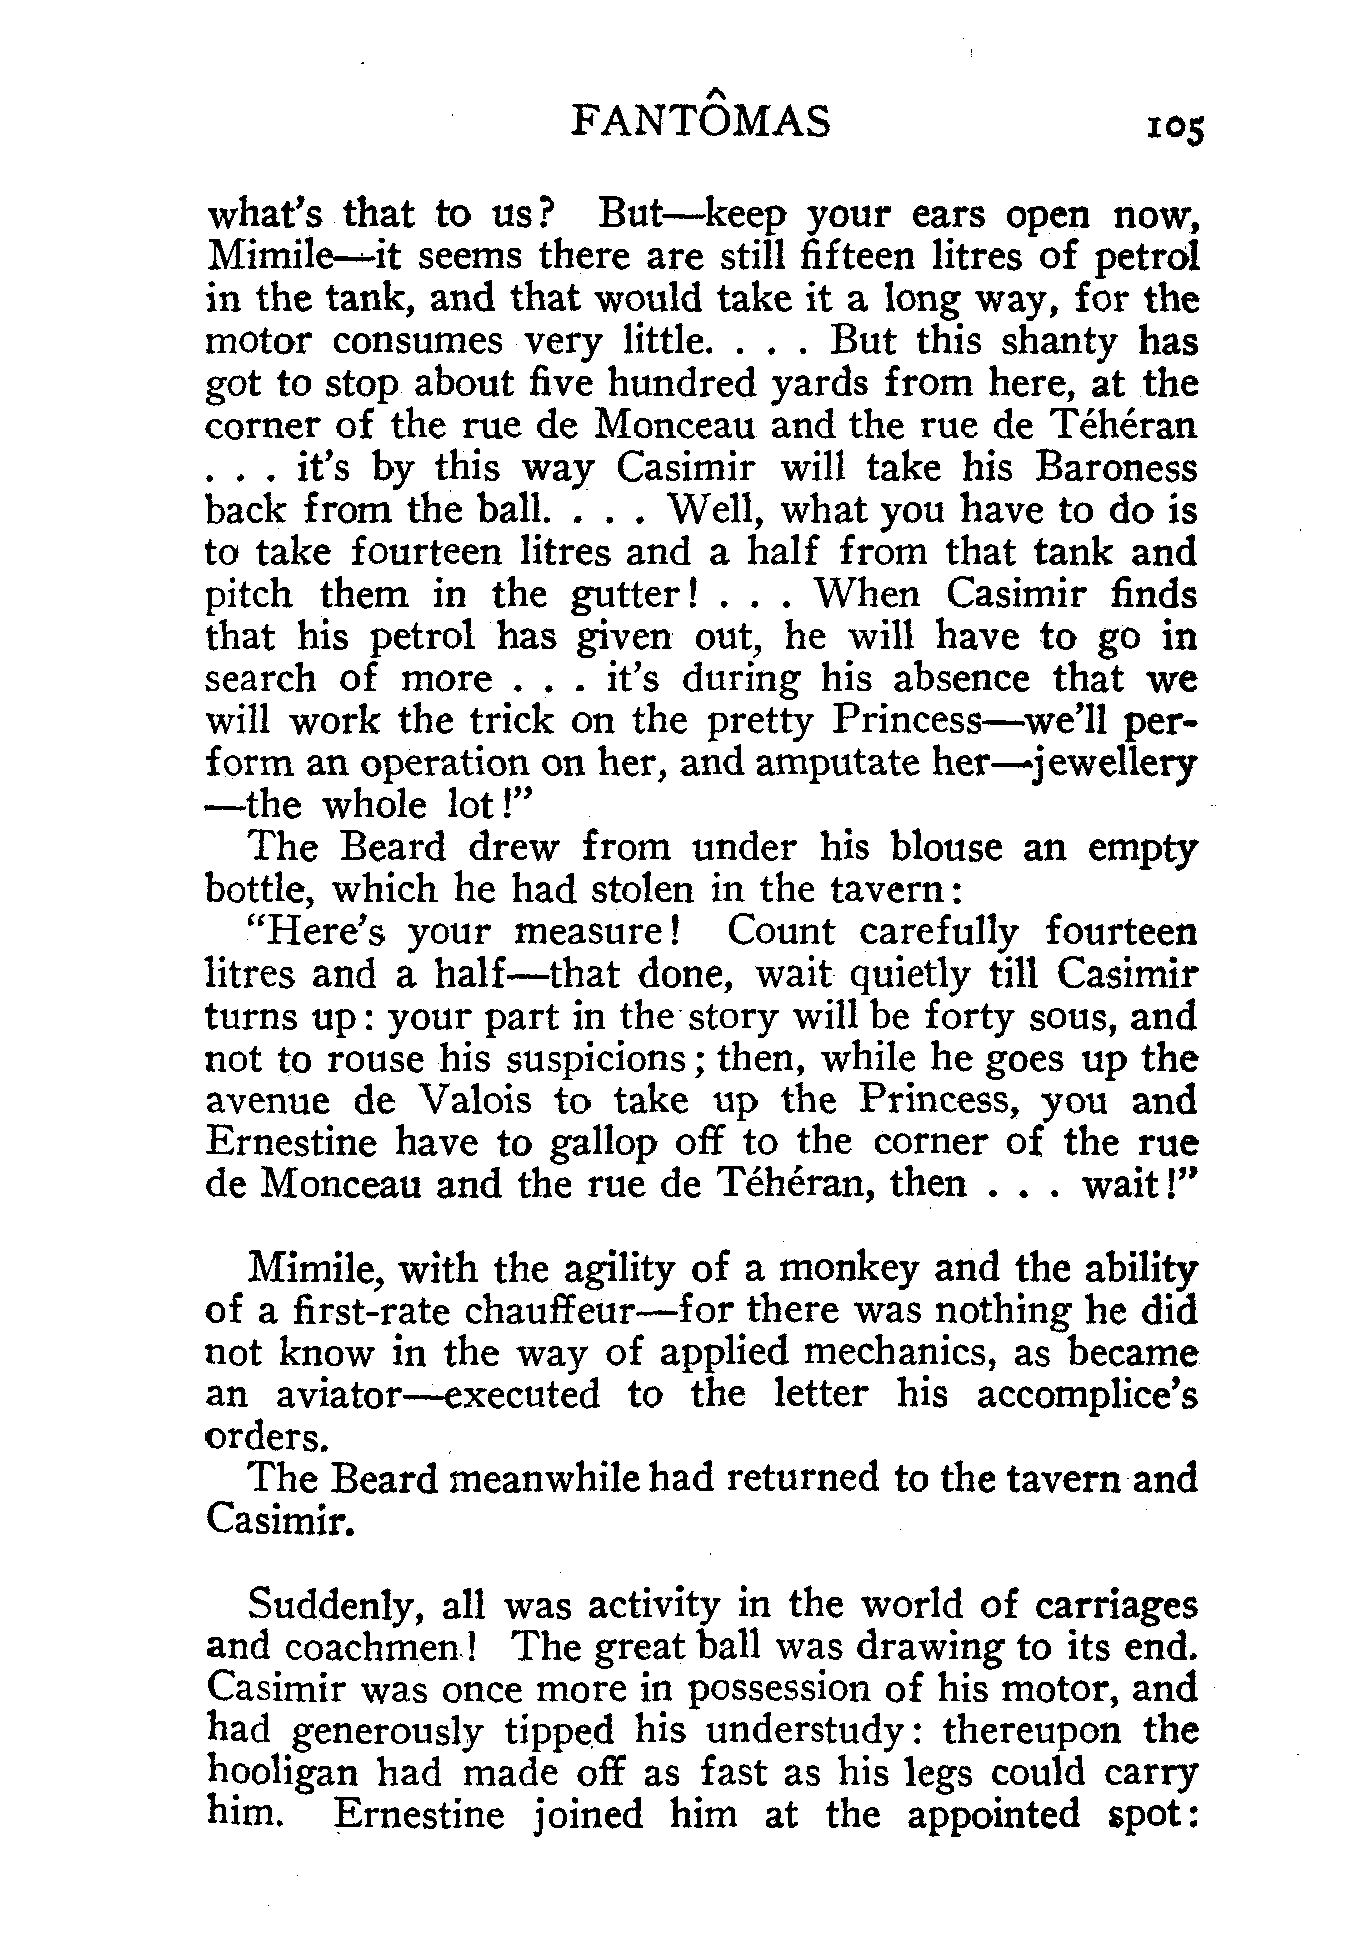 FANTÔMAS 105
what's that to us? But—keep your ears open now,
Mimile—it seems there are still fifteen litres of petrol
in the tank, and that would take it a long way, for the
motor consumes very little. . . . But this shanty has
got to stop about five hundred yards from here, at the
corner of the rue de Monceau and the rue de Téhéran
. . . it's by this way Casimir will take his Baroness
back from the ball. . . . Well, what you have to do is
to take fourteen litres and a half from that tank and
pitch them in the gutter! . . . When Casimir finds
that his petrol has given out, he will have to go in
search of more . . . it's during his absence that we
will work the trick on the pretty Princess—we'll per-
form an operation on her, and amputate her—jewellery
—the whole lot!"
The Beard drew from under his blouse an empty
bottle, which he had stolen in the tavern:
"Here's your measure! Count carefully fourteen
litres and a half—that done, wait quietly till Casimir
turns up: your part in the story will be forty sous, and
not to rouse his suspicions; then, while he goes up the
avenue de Valois to take up the Princess, you and
Ernestine have to gallop off to the corner of the rue
de Monceau and the rue de Téhéran, then . . . wait!"
Mimile, with the agility of a monkey and the ability
of a first-rate chauffeur—for there was nothing he did
not know in the way of applied mechanics, as became
an aviator—executed to the letter his accomplice's
orders.
The Beard meanwhile had returned to the tavern and
Casimir.
Suddenly, all was activity in the world of carriages
and coachmen! The great ball was drawing to its end.
Casimir was once more in possession of his motor, and
had generously tipped his understudy: thereupon the
hooligan had made off as fast as his legs could carry
him. Ernestine joined him at the appointed spot: